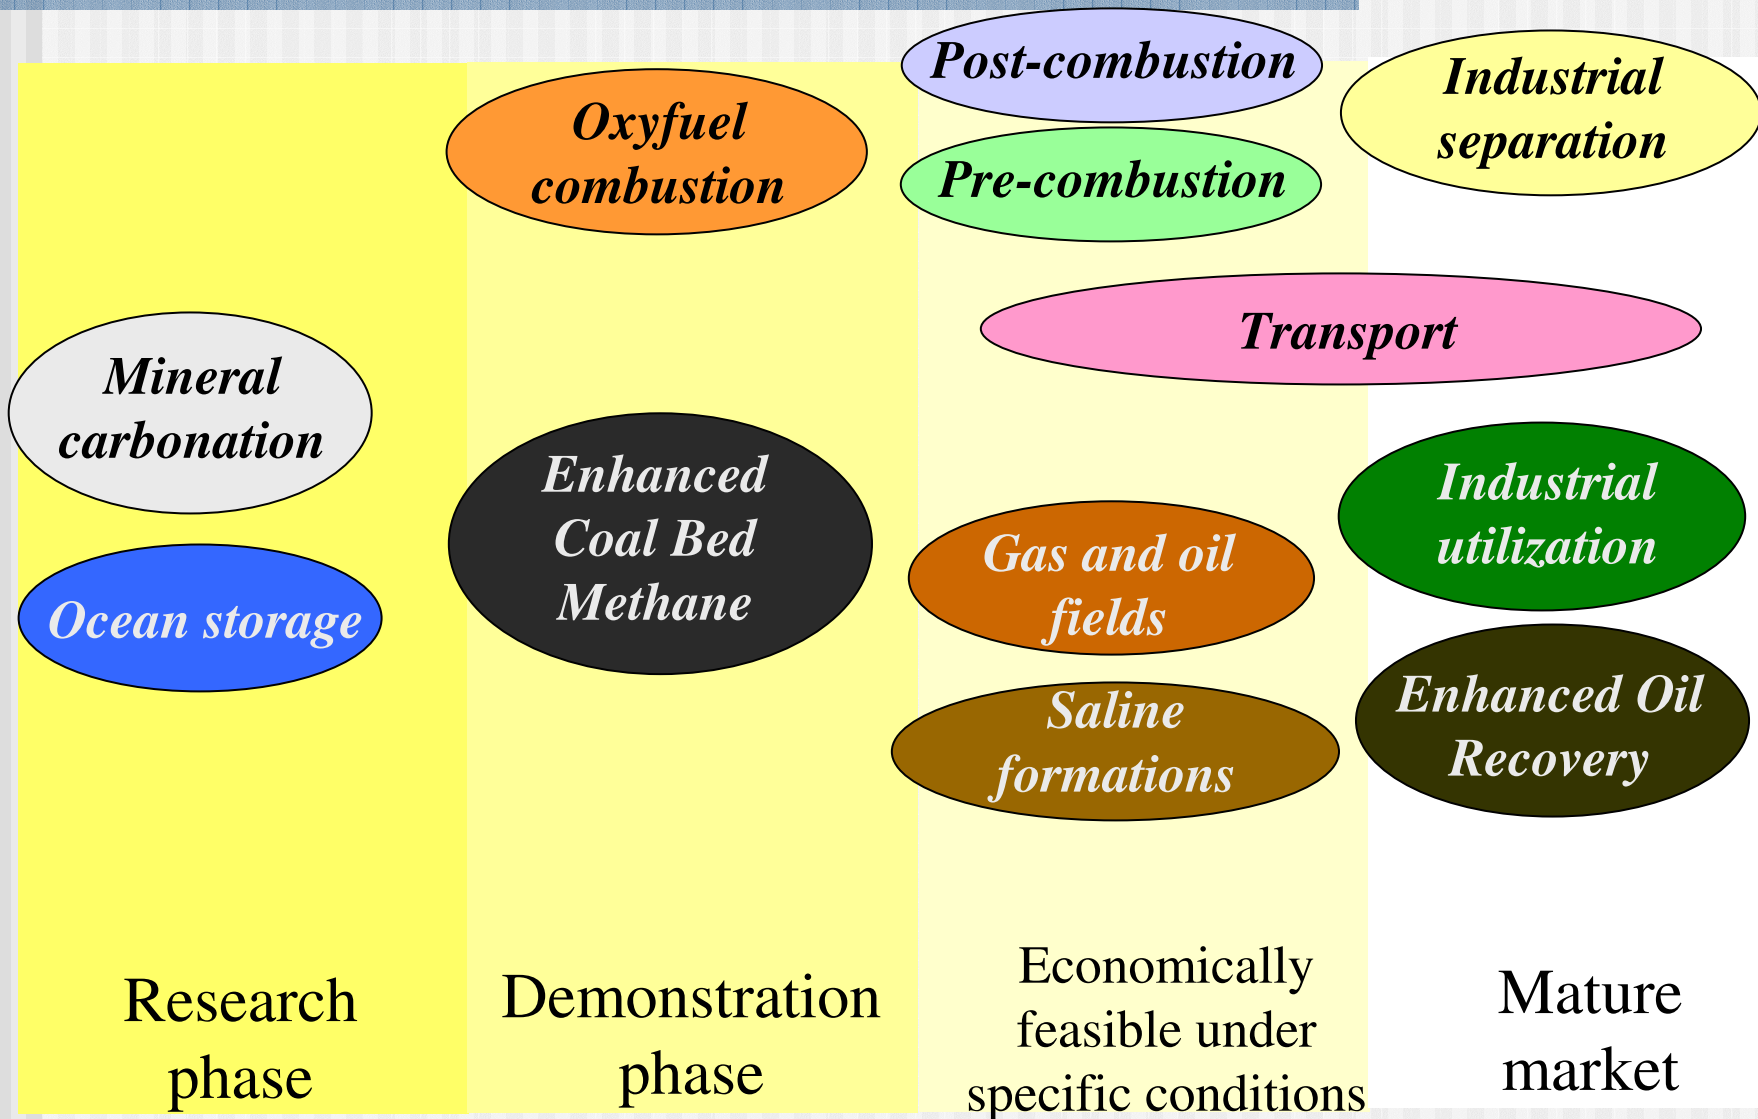 Post-combustion
Industrial
separation
Oxyfuel
combustion
Pre-combustion
Transport
Mineral
carbonation
Enhanced
Coal Bed
Methane
Industrial
utilization
Gas and oil
fields
Ocean storage
Saline
formations
Enhanced Oil
Recovery
Research
phase
Demonstration
phase
Economically
feasible under
specific conditions
Mature
market